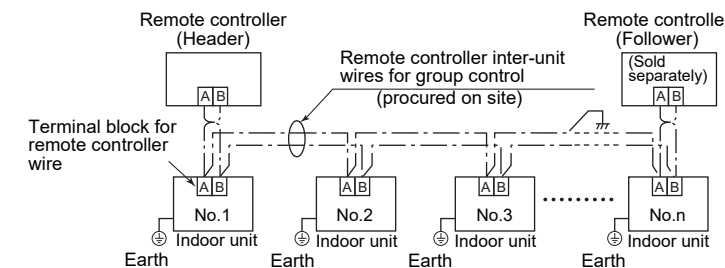 Remote controller
(Header)
Remote controlle
(Follower)
Remote controller inter-unit
wires for group control
(procured on site)
(Sold
separately)
A B
A B
Terminal block for
remote controller
wire
A B
A B
A B
A B
No.1
No.2
No.3
No.n
Indoor unit
Indoor unit
Indoor unit
Indoor unit
Earth
Earth
Earth
Earth